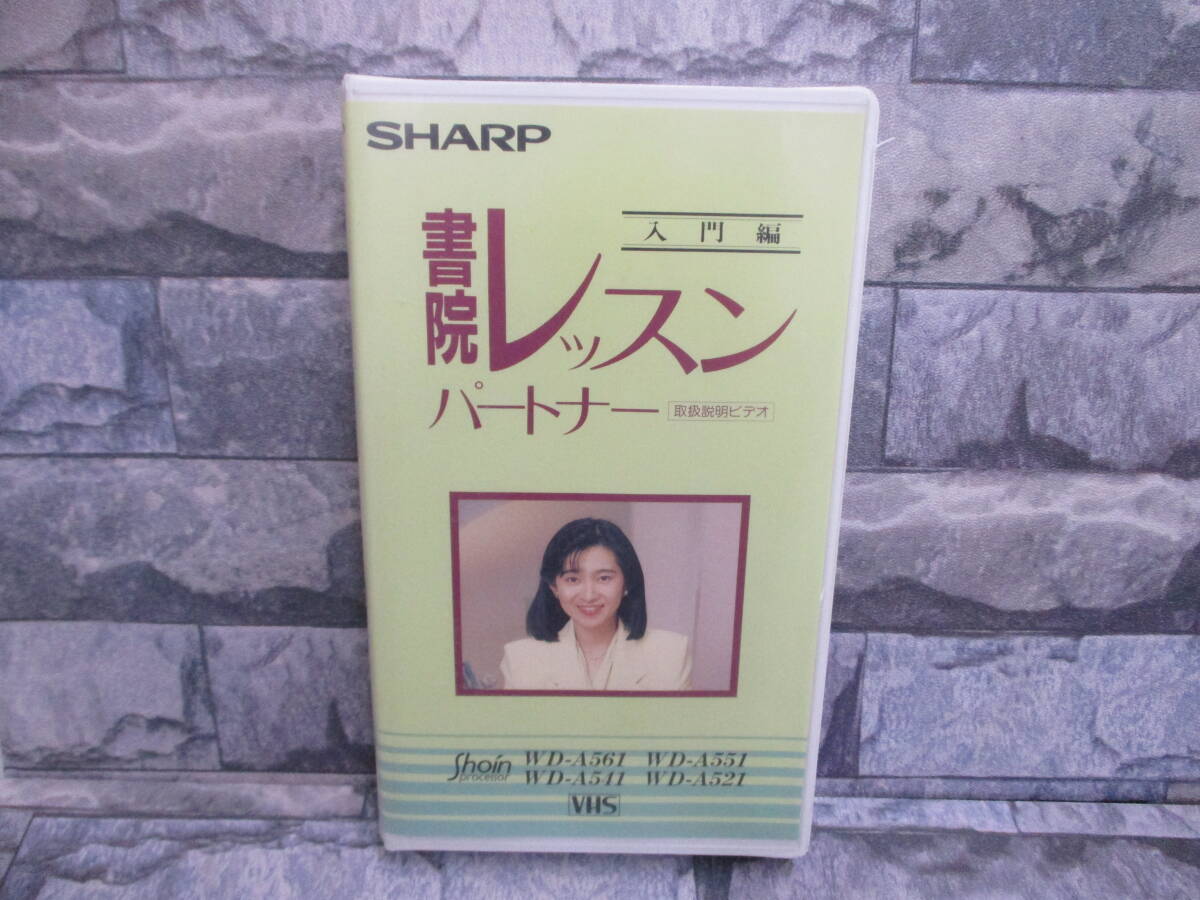 SHARP
入門編
書院レッスン
パートナー 取扱説明ビデオ
Shoin processor
WD-A561 WD-A551
WD-A541 WD-A521
VHS